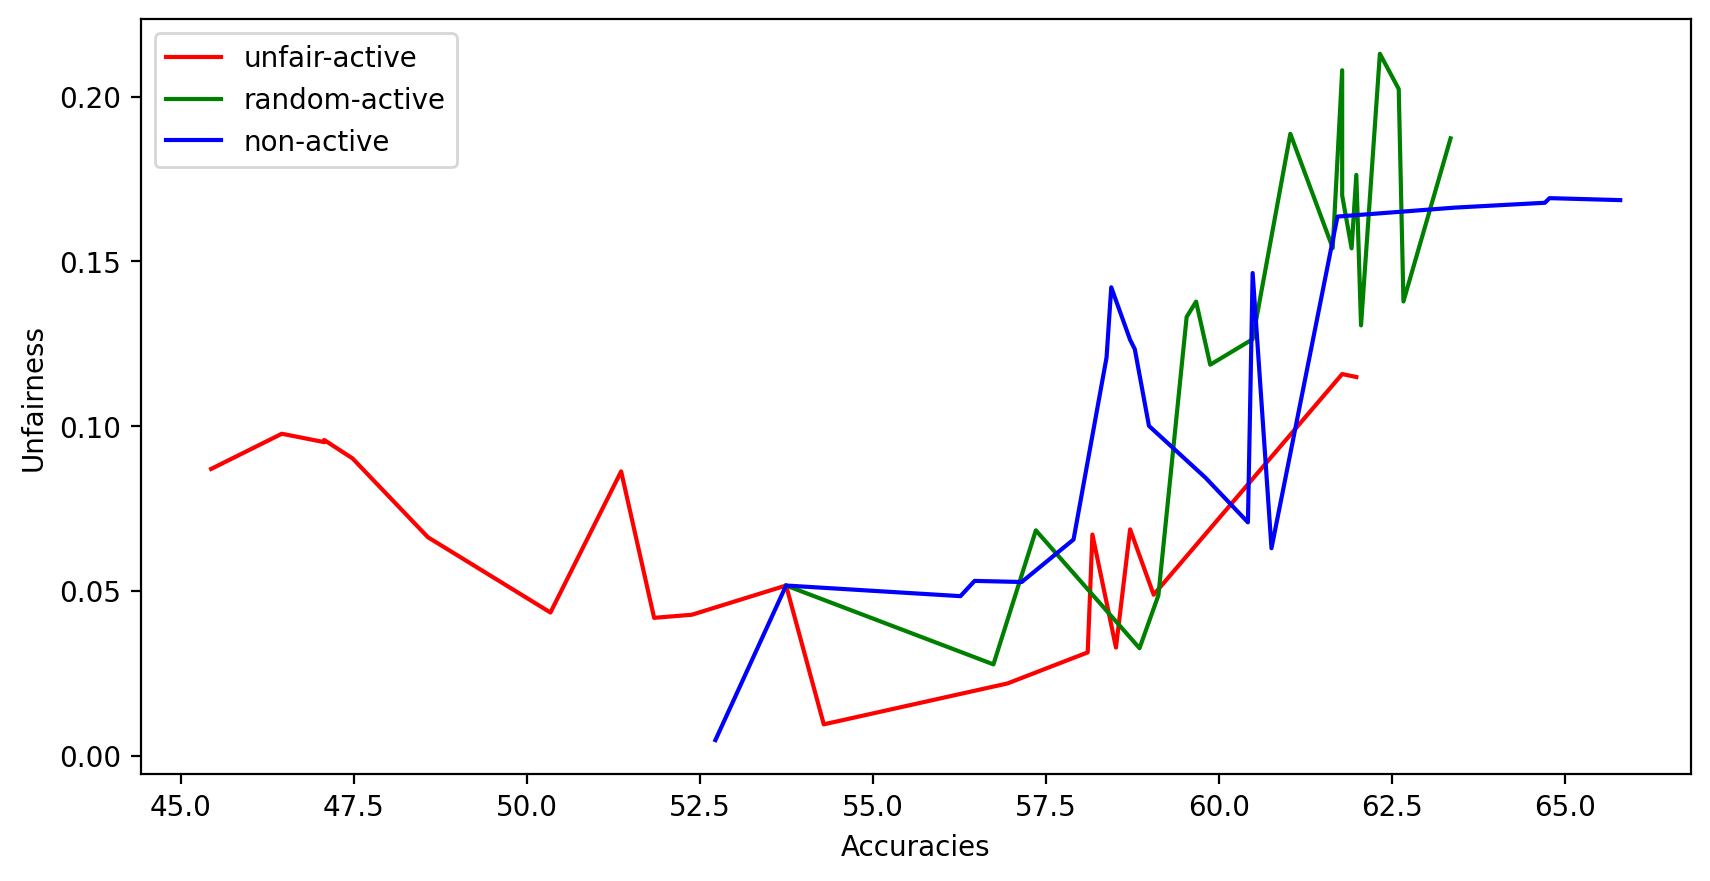 unfair-active
random-active
non-active
Unfairness
0.20
0.15
0.10
0.05
0.00
45.0 47.5 50.0 52.5 55.0 57.5 60.0 62.5 65.0
Accuracies